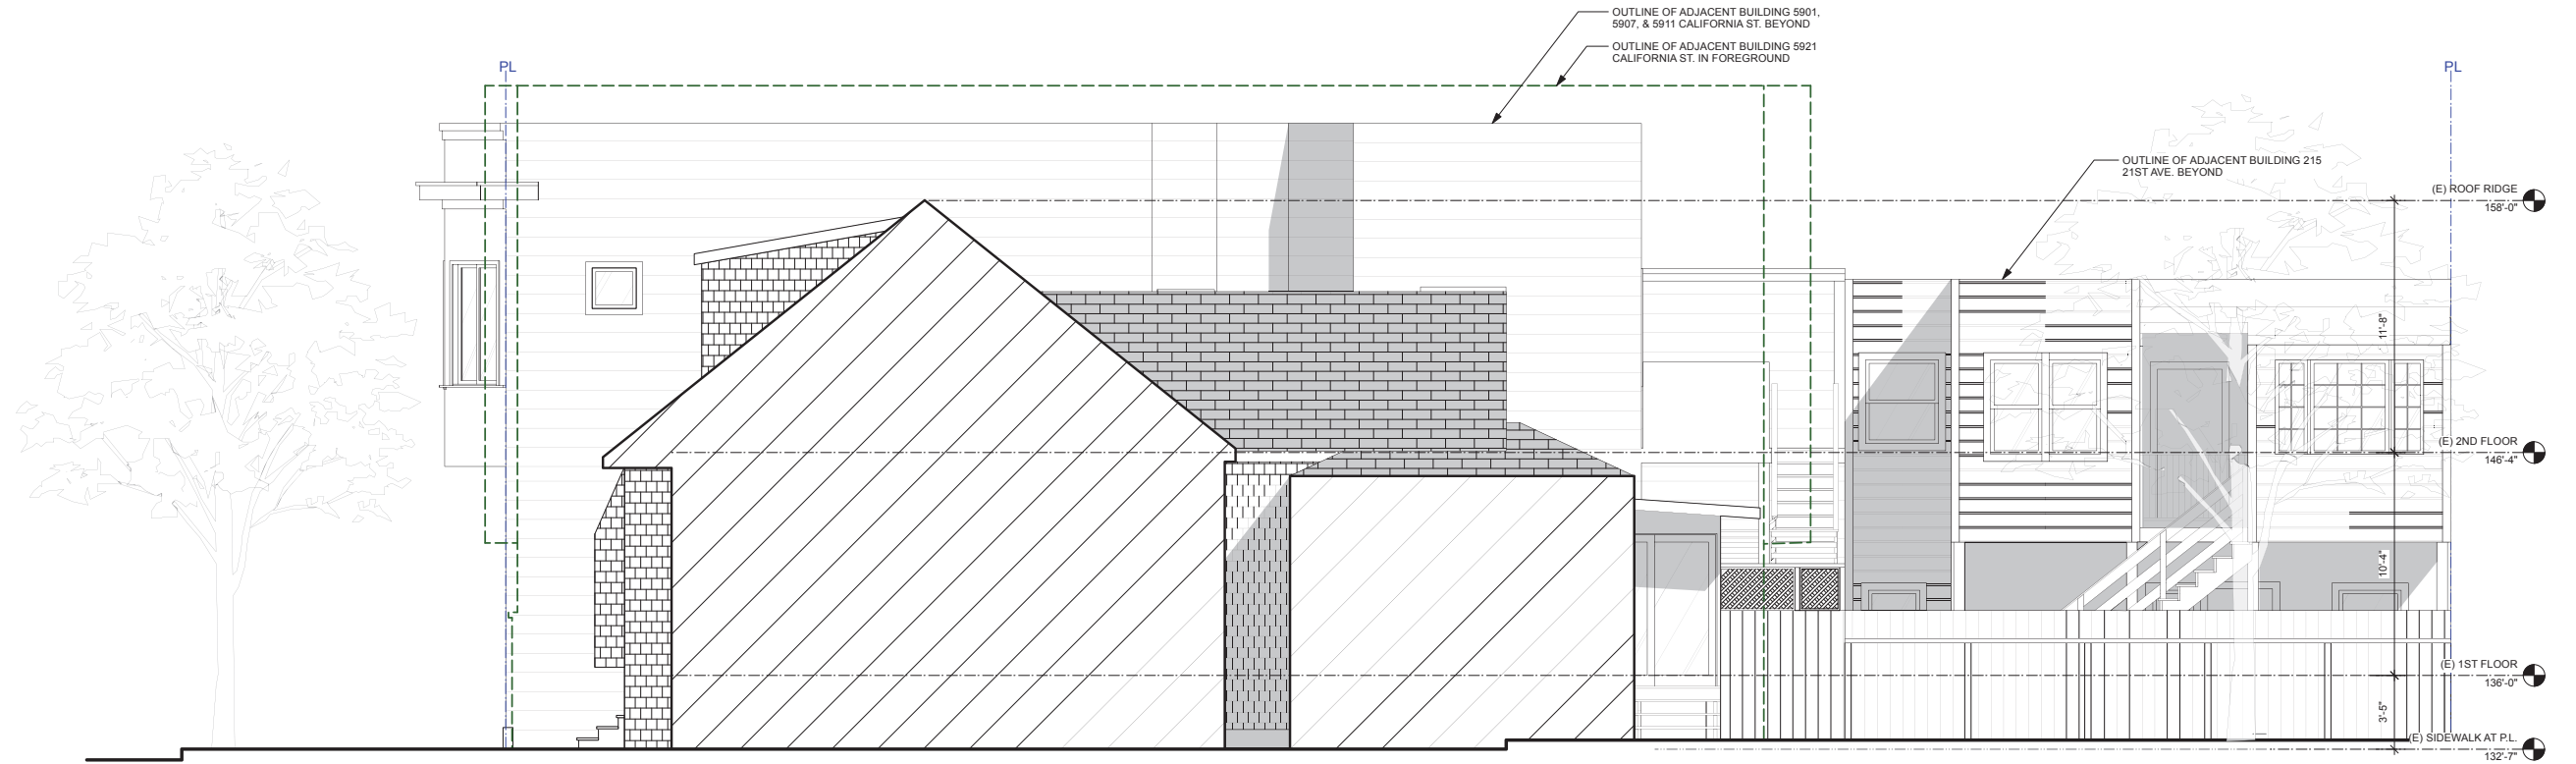 OUTLINE OF ADJACENT BUILDING 5901,
5907, & 5911 CALIFORNIA ST. BEYOND
OUTLINE OF ADJACENT BUILDING 5921
CALIFORNIA ST. IN FOREGROUND
PL
PL
OUTLINE OF ADJACENT BUILDING 215
21ST AVE. BEYOND
(E) ROOF RIDGE
158'-0"
11'-8"
(E) 2ND FLOOR
146'-4"
10'-4"
(E) 1ST FLOOR
136'-0"
3'-5"
(E) SIDEWALK AT P.L.
132'-7"